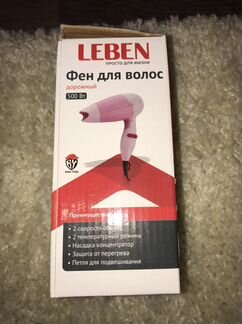 LEBEN
ПРОСТО ДЛЯ ЖИЗНИ
Фен для волос
дорожный
500 Вт
Преимущества
• 2 скорости
• 2 температурных режима
• Насадка концентратор
• Защита от перегрева
• Петля для подвешивания